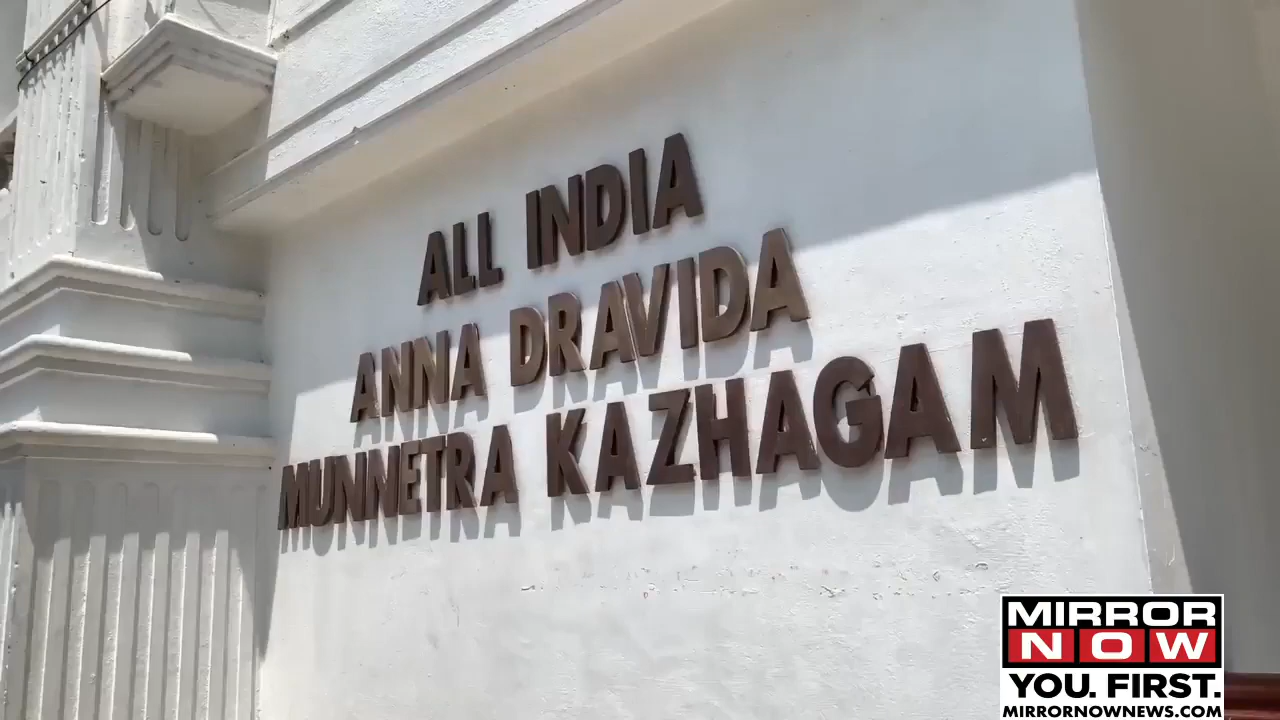 ALL INDIA
ANNA DRAVIDA
MUNNETRA KAZHAGAM
MIRROR
NOW
YOU. FIRST.
MIRRORNOWNEWS.COM